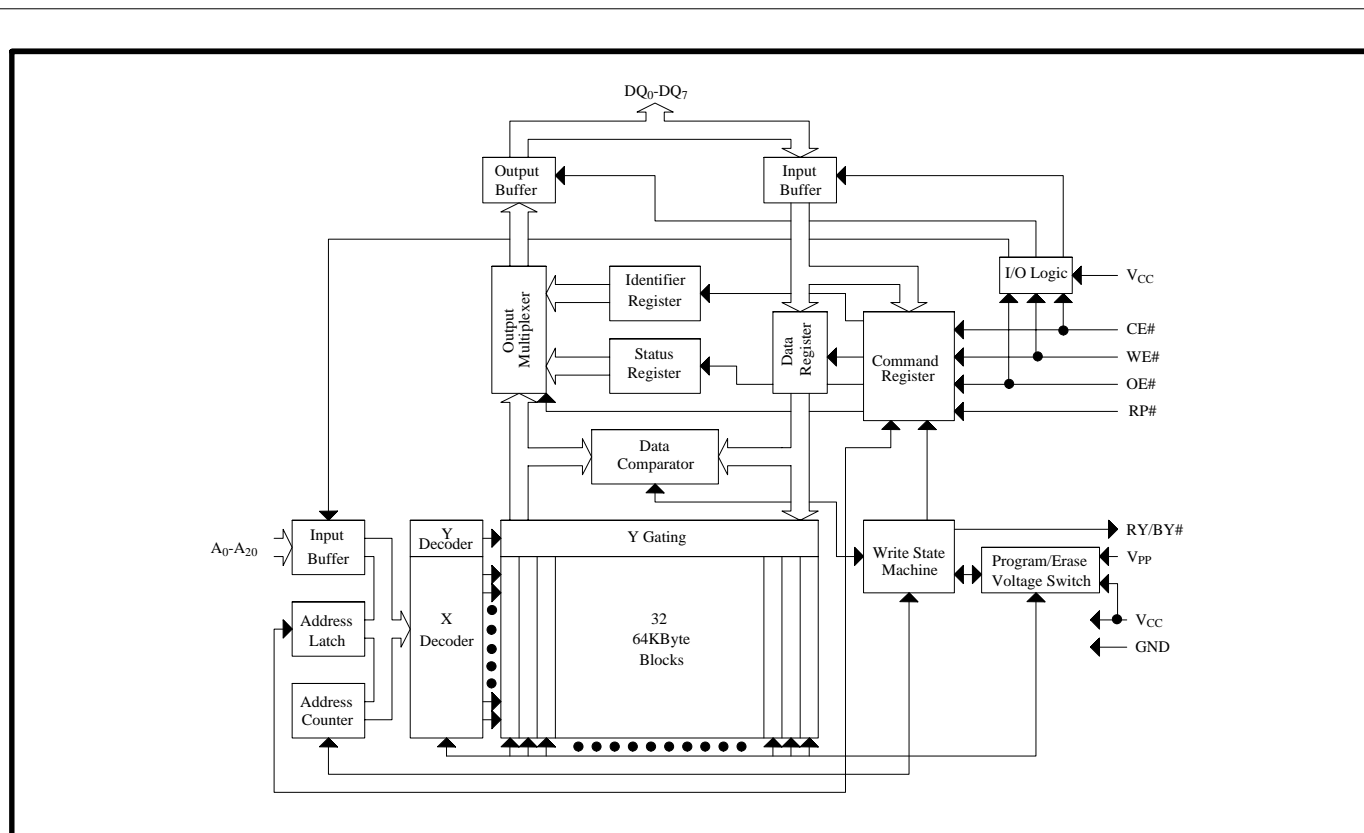 DQ0-DQ7
Output
Buffer
Input
Buffer
I/O Logic
VCC
Identifier
Register
Output
Multiplexer
Status
Register
Data
Register
Command
Register
CE#
WE#
OE#
RP#
Data
Comparator
A0-A20
Input
Buffer
Y
Decoder
Y Gating
Write State
Machine
RY/BY#
Program/Erase
Voltage Switch
VPP
VCC
GND
Address
Latch
X
Decoder
32
64KByte
Blocks
Address
Counter